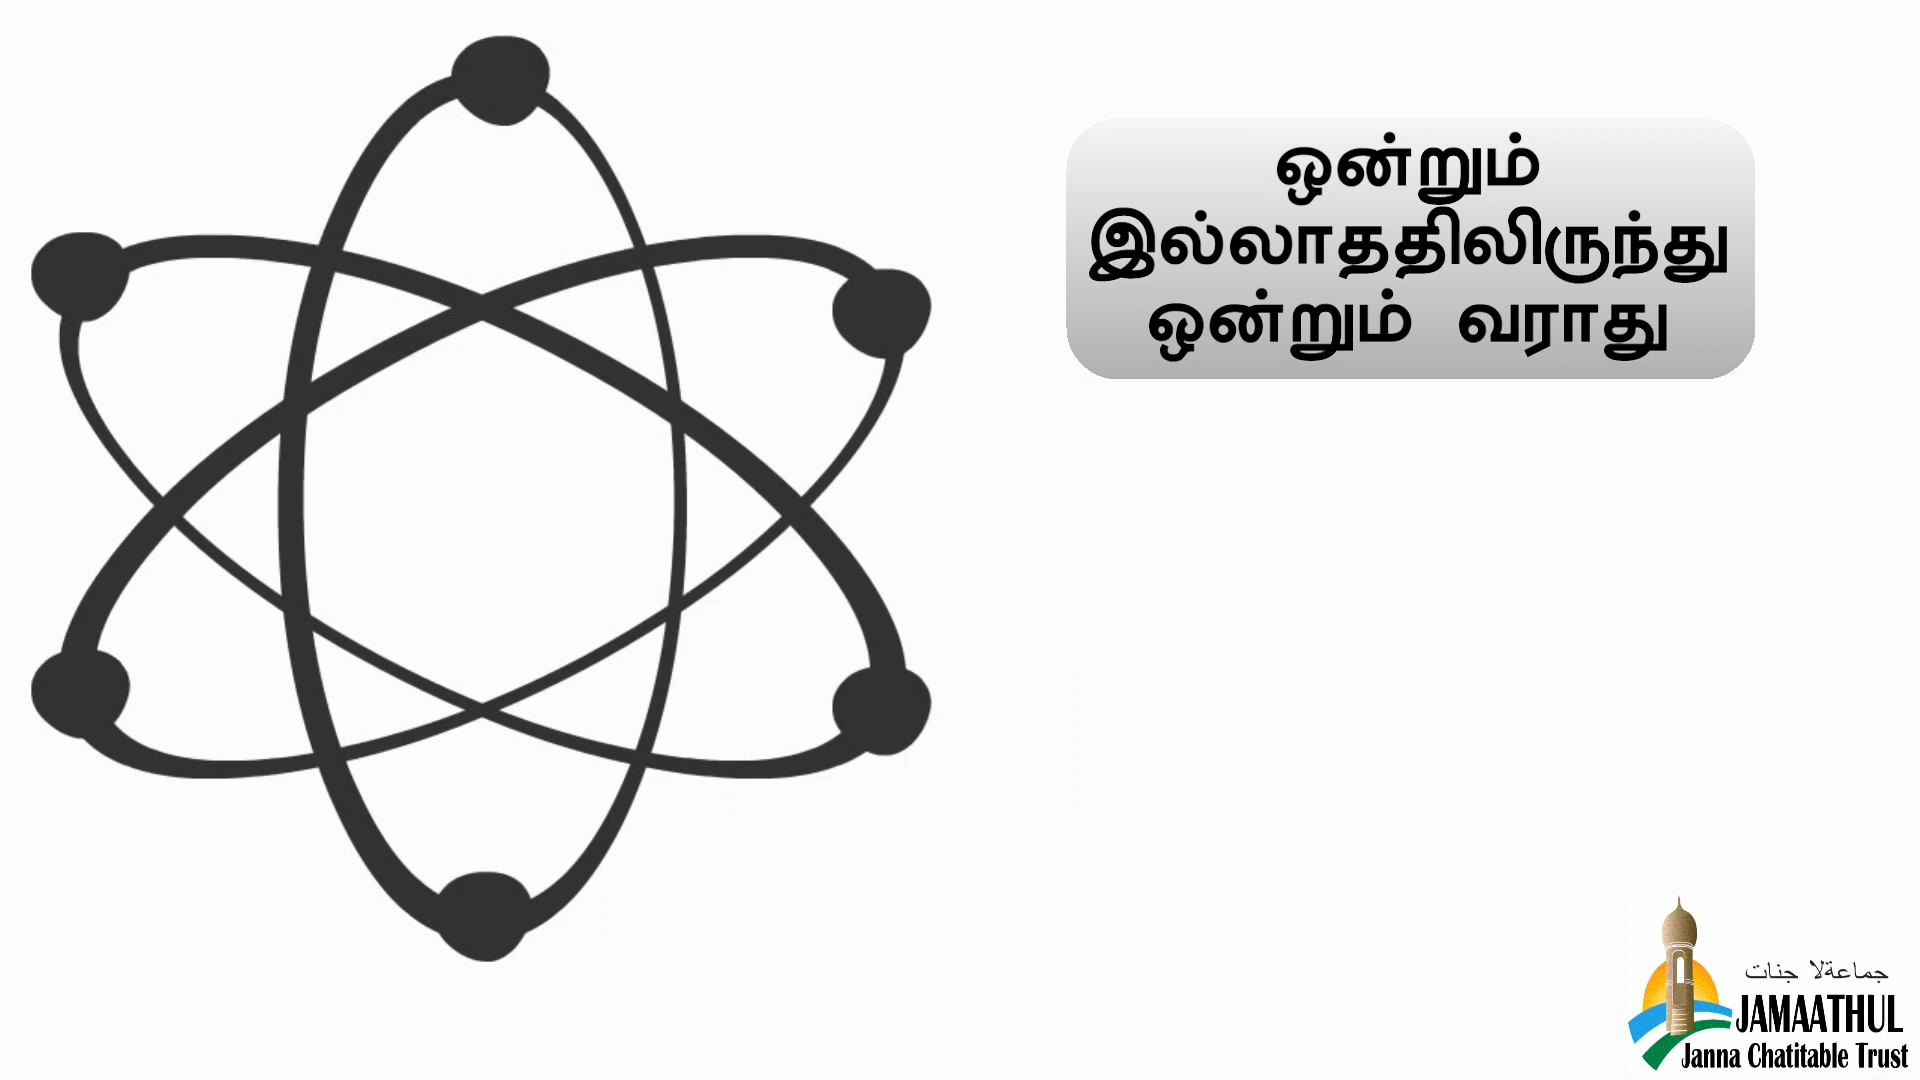 ஒன்றும்
இல்லாததிலிருந்து
ஒன்றும் வராது
جماعةلا جنات
JAMAATHUL
Janna Chatitable Trust